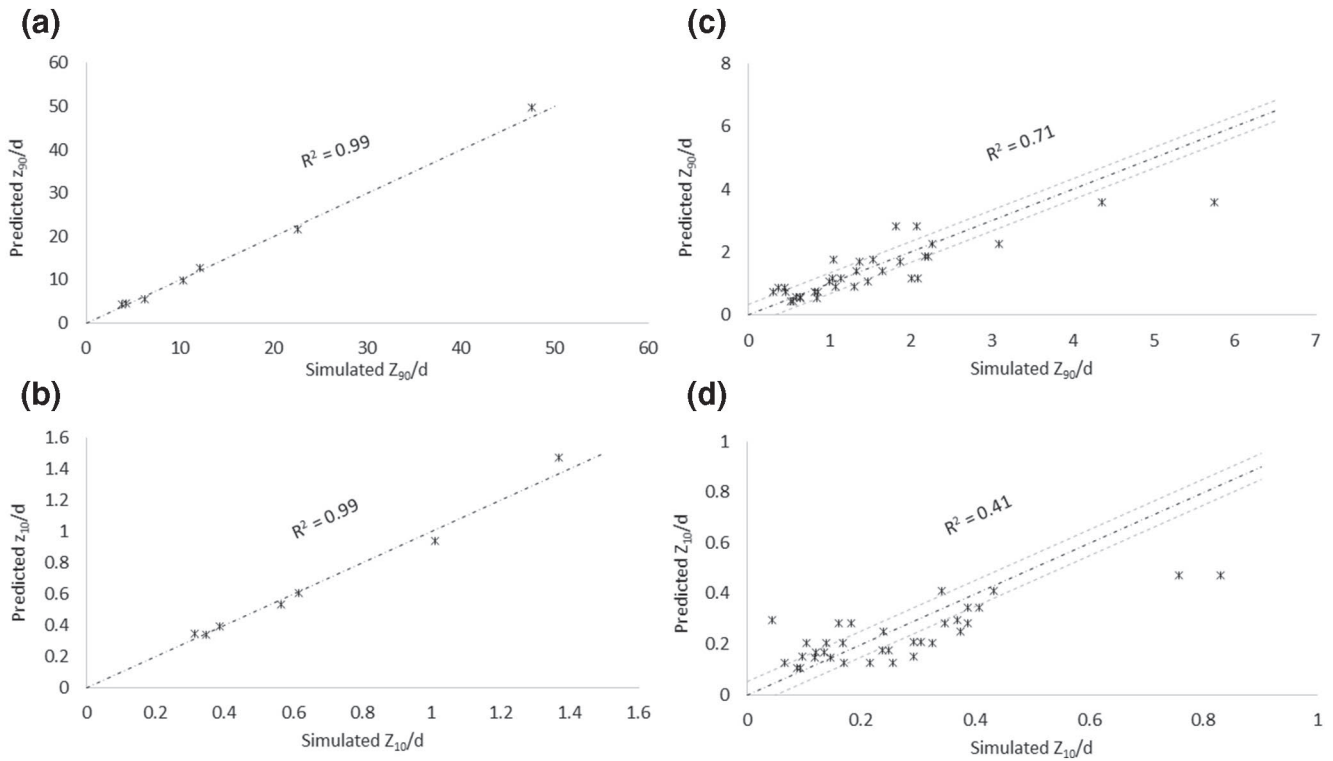 (a)
60
50
40
30
20
10
0
Predicted z90/d
R² = 0.99
0 10 20 30 40 50 60
Simulated Z90/d
(c)
8
6
4
2
0
Predicted Z90/d
R² = 0.71
0 1 2 3 4 5 6 7
Simulated Z90/d
(b)
1.6
1.4
1.2
1
0.8
0.6
0.4
0.2
0
Predicted z10/d
R² = 0.99
0 0.2 0.4 0.6 0.8 1 1.2 1.4 1.6
Simulated Z10/d
(d)
1
0.8
0.6
0.4
0.2
0
Predicted Z10/d
R² = 0.41
0 0.2 0.4 0.6 0.8 1
Simulated Z10/d